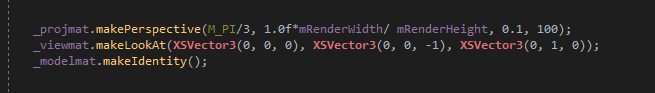 _projmat.makePerspective(M_PI/3, 1.0f*mRenderWidth/ mRenderHeight, 0.1, 100);
_viewmat.makeLookAt(XSVector3(0, 0, 0), XSVector3(0, 0, -1), XSVector3(0, 1, 0));
_modelmat.makeIdentity();